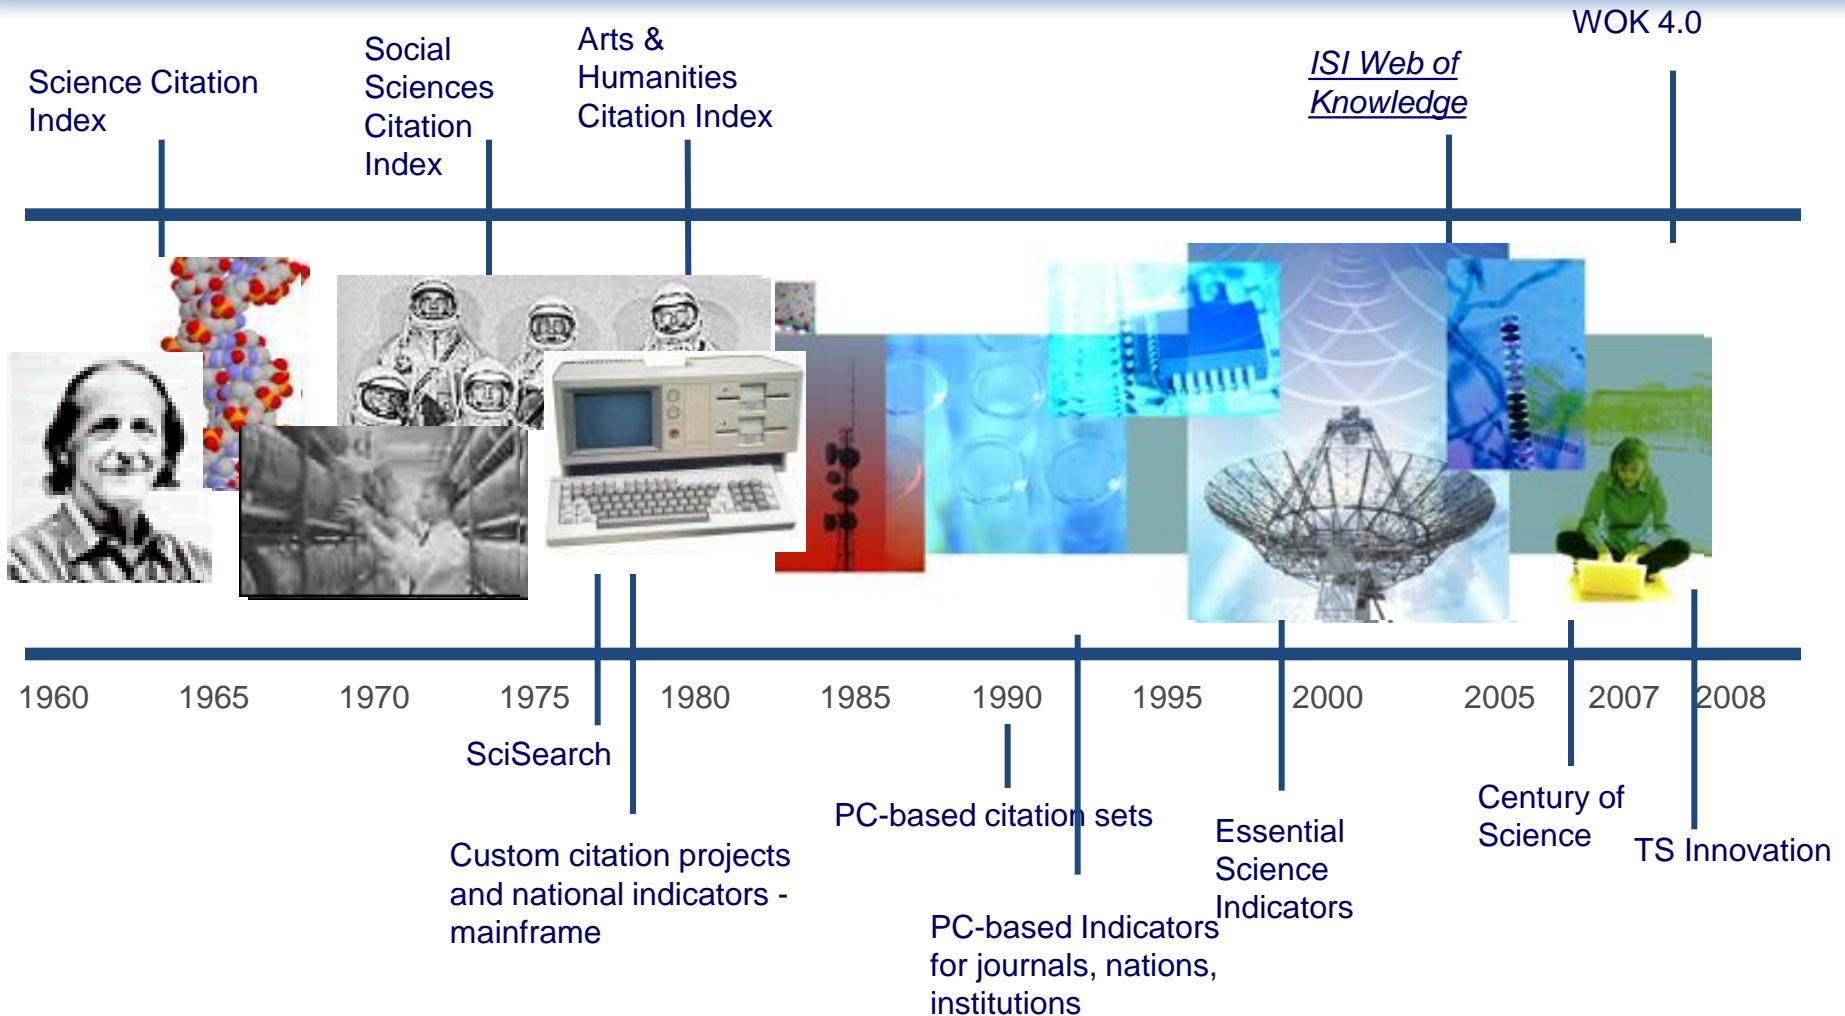 WOK 4.0
Science Citation
Index
Social
Sciences
Citation
Index
Arts &
Humanities
Citation Index
ISI Web of
Knowledge
1960 1965 1970 1975 1980 1985 1990 1995 2000 2005 2007 2008
SciSearch
Custom citation projects
and national indicators -
mainframe
PC-based citation sets
PC-based Indicators
for journals, nations,
institutions
Essential
Science
Indicators
Century of
Science
TS Innovation